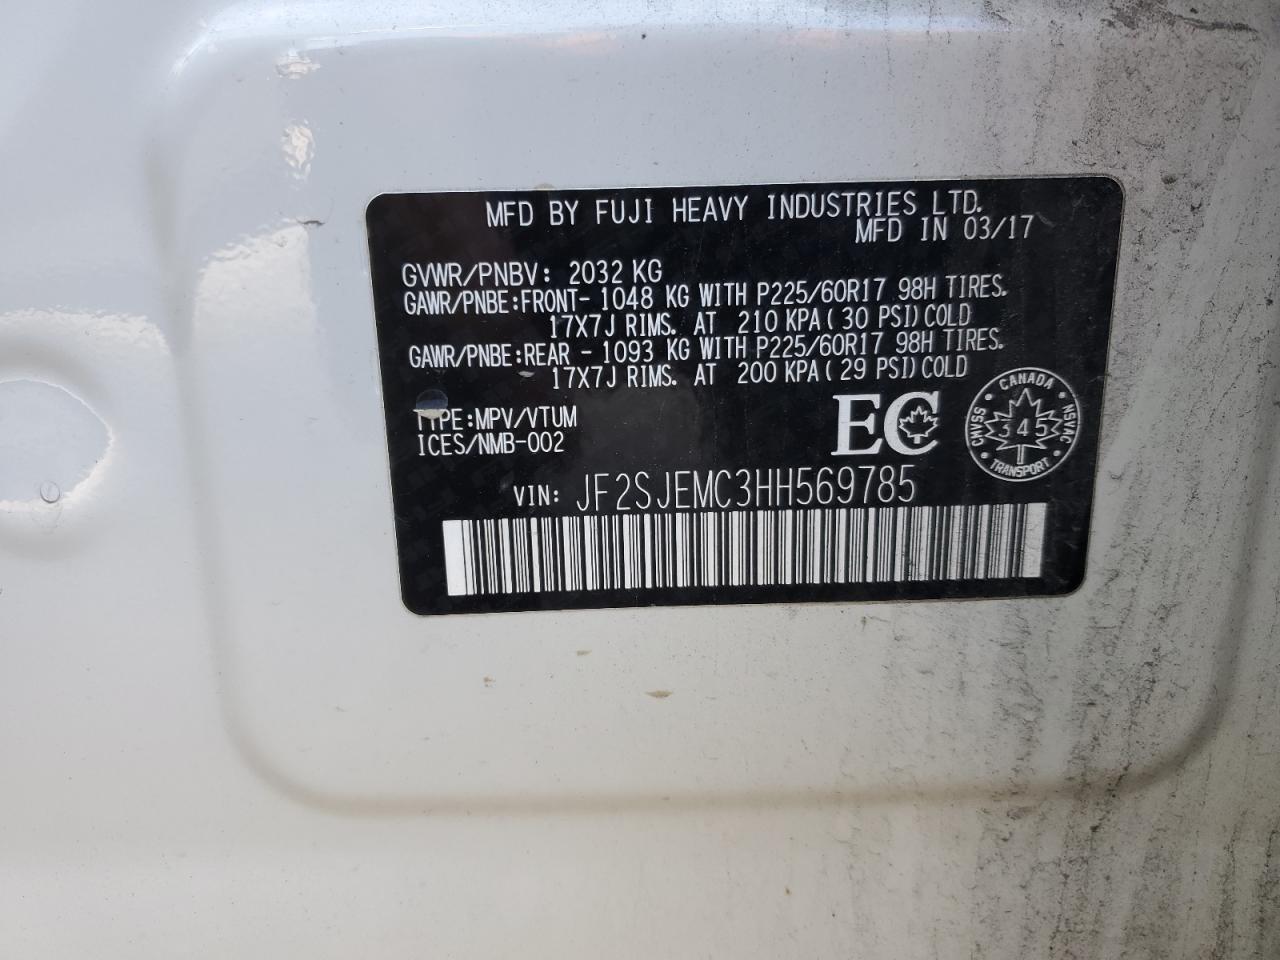 MFD BY FUJI HEAVY INDUSTRIES LTD.
MFD IN 03/17
GVWR/PNBV: 2032 KG
GAWR/PNBE:FRONT- 1048 KG WITH P225/60R17 98H TIRES.
17X7J RIMS. AT 210 KPA( 30 PSI)COLD
GAWR/PNBE:REAR - 1093 KG WITH P225/60R17 98H TIRES.
17X7J RIMS. AT 200 KPA( 29 PSI)COLD
TYPE:MPV/VTUM
ICES/NMB-002
EC
CANADA
CMVSS
345
NSVAC
TRANSPORT
VIN: JF2SJEMC3HH569785